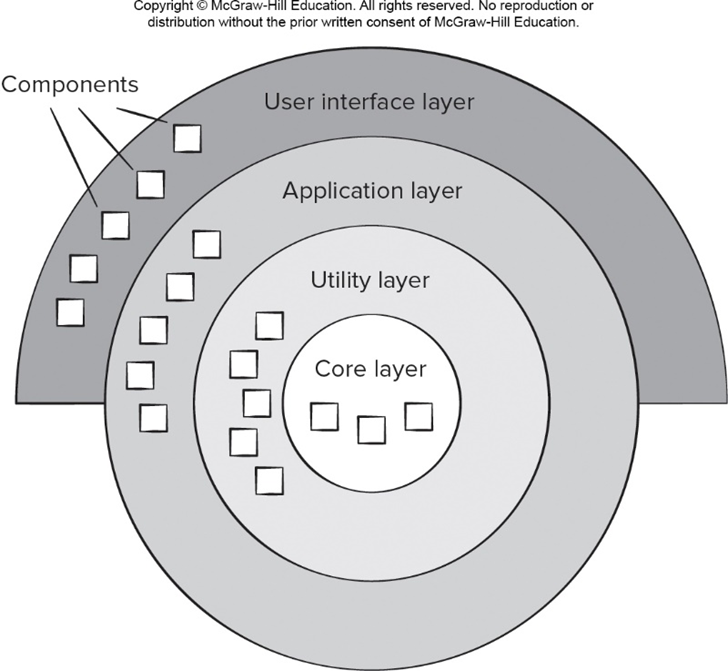 Copyright © McGraw-Hill Education. All rights reserved. No reproduction or
distribution without the prior written consent of McGraw-Hill Education.
Components
User interface layer
Application layer
Utility layer
Core layer